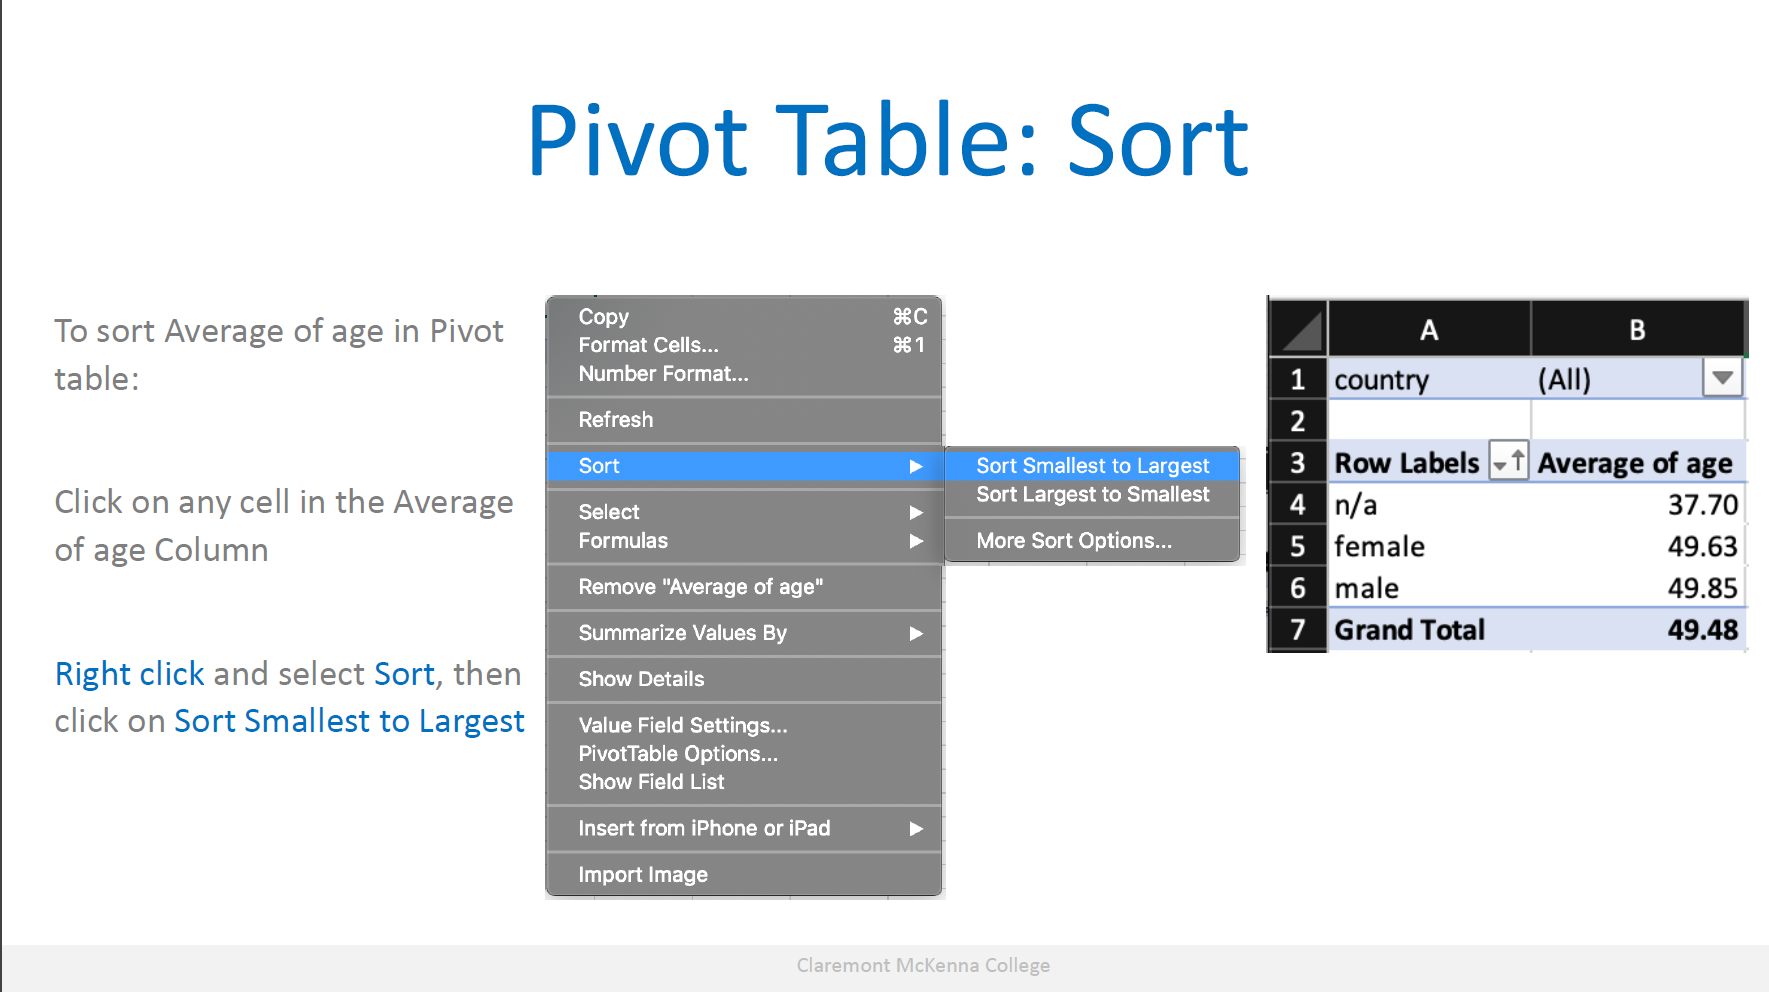 Pivot Table: Sort
To sort Average of age in Pivot
table:
Click on any cell in the Average
of age Column
Right click and select Sort, then
click on Sort Smallest to Largest
Copy ⌘C
Format Cells... ⌘1
Number Format...
Refresh
Sort
Select
Formulas
Remove "Average of age"
Summarize Values By
Show Details
Value Field Settings...
PivotTable Options...
Show Field List
Insert from iPhone or iPad
Import Image
Sort Smallest to Largest
Sort Largest to Smallest
More Sort Options...
A B
1 country (All)
2
3 Row Labels Average of age
4 n/a 37.70
5 female 49.63
6 male 49.85
7 Grand Total 49.48
Claremont McKenna College